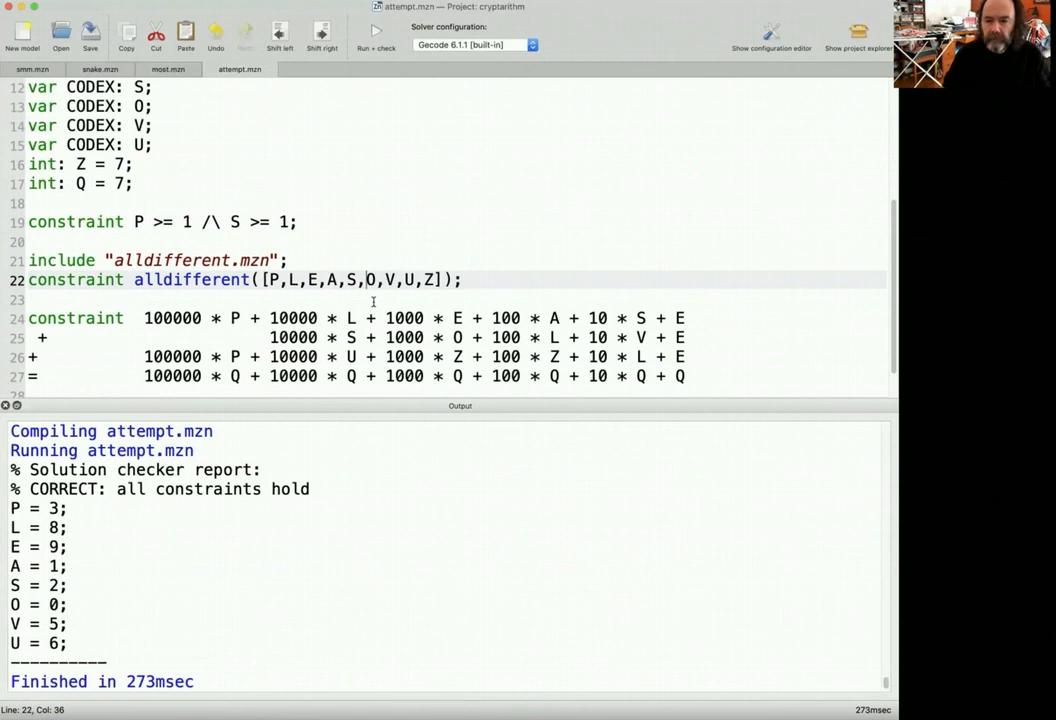 attempt.mzn — Project: cryptarithm
Solver configuration:
New model Open Save Copy Cut Paste Undo Redo Shift left Shift right Run + check Gecode 6.1.1 [built-in] Show configuration editor Show project explorer
smm.mzn snake.mzn most.mzn attempt.mzn
12 var CODEX: S;
13 var CODEX: O;
14 var CODEX: V;
15 var CODEX: U;
16 int: Z = 7;
17 int: Q = 7;
18
19 constraint P >= 1 /\ S >= 1;
20
21 include "alldifferent.mzn";
22 constraint alldifferent([P,L,E,A,S,O,V,U,Z]);
23
24 constraint 100000 * P + 10000 * L + 1000 * E + 100 * A + 10 * S + E
25 + 10000 * S + 1000 * O + 100 * L + 10 * V + E
26 + 100000 * P + 10000 * U + 1000 * Z + 100 * Z + 10 * L + E
27 = 100000 * Q + 10000 * Q + 1000 * Q + 100 * Q + 10 * Q + Q
28
Output
Compiling attempt.mzn
Running attempt.mzn
% Solution checker report:
% CORRECT: all constraints hold
P = 3;
L = 8;
E = 9;
A = 1;
S = 2;
O = 0;
V = 5;
U = 6;
----------
Finished in 273msec
Line: 22, Col: 36 273msec